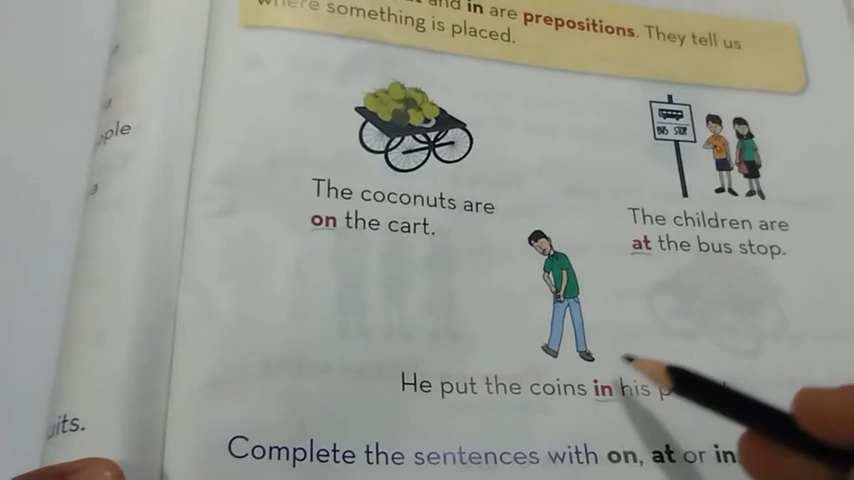 and in are prepositions. They tell us
where something is placed.
BUS STOP
The coconuts are
on the cart.
The children are
at the bus stop.
He put the coins in his
Complete the sentences with on, at or in
uits.